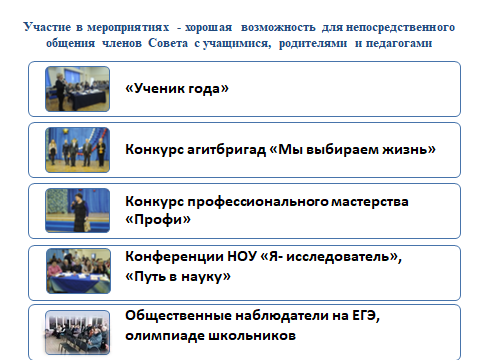 Участие в мероприятиях - хорошая возможность для непосредственного
общения членов Совета с учащимися, родителями и педагогами
«Ученик года»
Конкурс агитбригад «Мы выбираем жизнь»
Конкурс профессионального мастерства
«Профи»
Конференции НОУ «Я- исследователь»,
«Путь в науку»
Общественные наблюдатели на ЕГЭ,
олимпиаде школьников